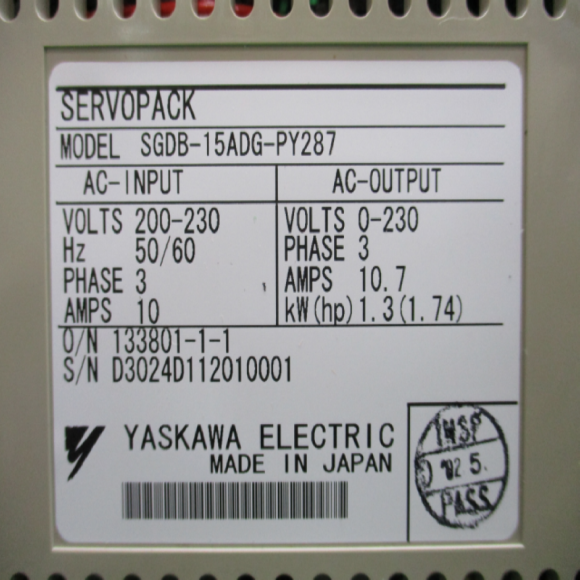 SERVOPACK
MODEL SGDB-15ADG-PY287
AC-INPUT
VOLTS 200-230
Hz 50/60
PHASE 3
AMPS 10
AC-OUTPUT
VOLTS 0-230
PHASE 3
AMPS 10.7
kW(hp) 1.3(1.74)
O/N 133801-1-1
S/N D3024D112010001
YASKAWA ELECTRIC
MADE IN JAPAN
INSP
'02 5.
PASS